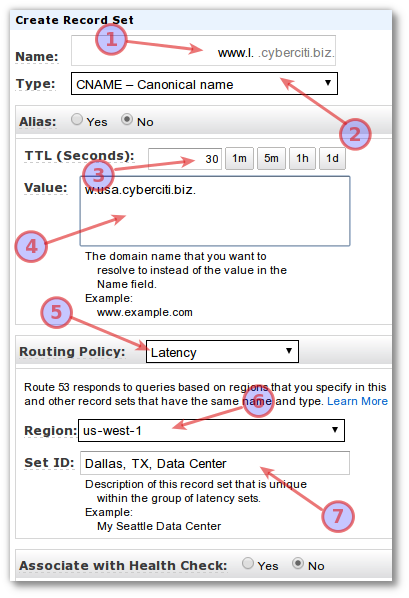 Create Record Set
1
Name: www.l. .cyberciti.biz.
Type: CNAME – Canonical name
2
Alias: Yes No
TTL (Seconds): 30 1m 5m 1h 1d
3
Value: w.usa.cyberciti.biz.
4
The domain name that you want to
resolve to instead of the value in the
Name field.
Example:
www.example.com
5
Routing Policy: Latency
Route 53 responds to queries based on regions that you specify in this
and other record sets that have the same name and type. Learn More
6
Region: us-west-1
Set ID: Dallas, TX, Data Center
Description of this record set that is unique
within the group of latency sets.
Example:
My Seattle Data Center
7
Associate with Health Check: Yes No